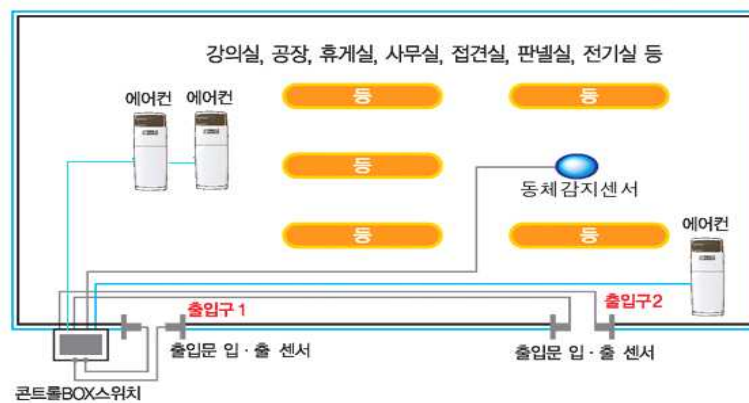 강의실, 공장, 휴게실, 사무실, 접견실, 판넬실, 전기실 등
에어컨
에어컨
등
등
등
동체감지센서
등
등
에어컨
출입구 1
출입구2
출입문 입 · 출 센서
출입문 입 · 출 센서
콘트롤BOX스위치